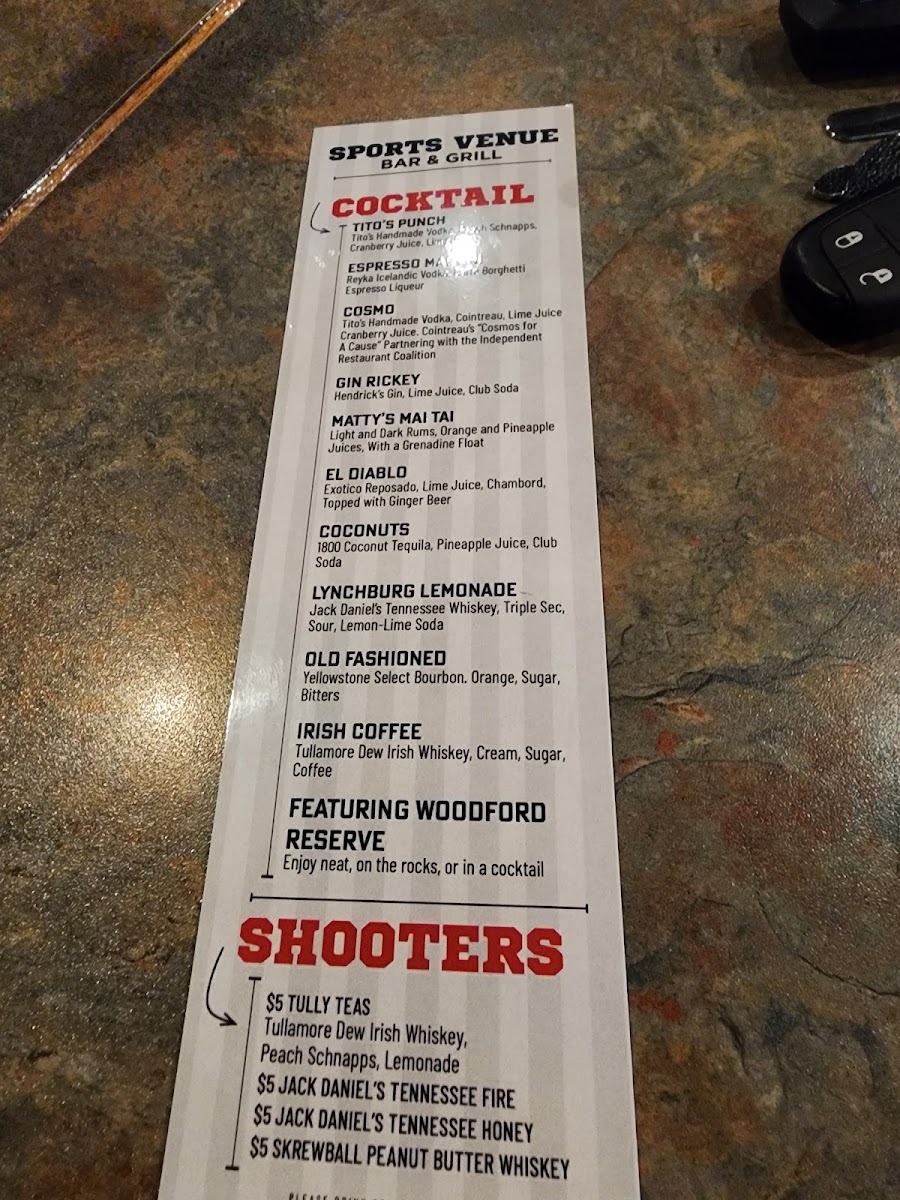 SPORTS VENUE
BAR & GRILL
COCKTAIL
TITO'S PUNCH
Tito's Handmade Vodka, Schnapps,
Cranberry Juice,
ESPRESSO
Reyka Icelandic Borghetti
Espresso Liqueur
COSMO
Tito's Handmade Vodka, Cointreau, Lime Juice
Cranberry Juice. Cointreau's "Cosmos for
A Cause" Partnering with the Independent
Restaurant Coalition
GIN RICKEY
Hendrick's Gin, Lime Juice, Club Soda
MATTY'S MAI TAI
Light and Dark Rums, Orange and Pineapple
Juices, With a Grenadine Float
EL DIABLO
Exotico Reposado, Lime Juice, Chambord,
Topped with Ginger Beer
COCONUTS
1800 Coconut Tequila, Pineapple Juice, Club
Soda
LYNCHBURG LEMONADE
Jack Daniel's Tennessee Whiskey, Triple Sec,
Sour, Lemon-Lime Soda
OLD FASHIONED
Yellowstone Select Bourbon. Orange, Sugar,
Bitters
IRISH COFFEE
Tullamore Dew Irish Whiskey, Cream, Sugar,
Coffee
FEATURING WOODFORD
RESERVE
Enjoy neat, on the rocks, or in a cocktail
SHOOTERS
$5 TULLY TEAS
Tullamore Dew Irish Whiskey,
Peach Schnapps, Lemonade
$5 JACK DANIEL'S TENNESSEE FIRE
$5 JACK DANIEL'S TENNESSEE HONEY
$5 SKREWBALL PEANUT BUTTER WHISKEY